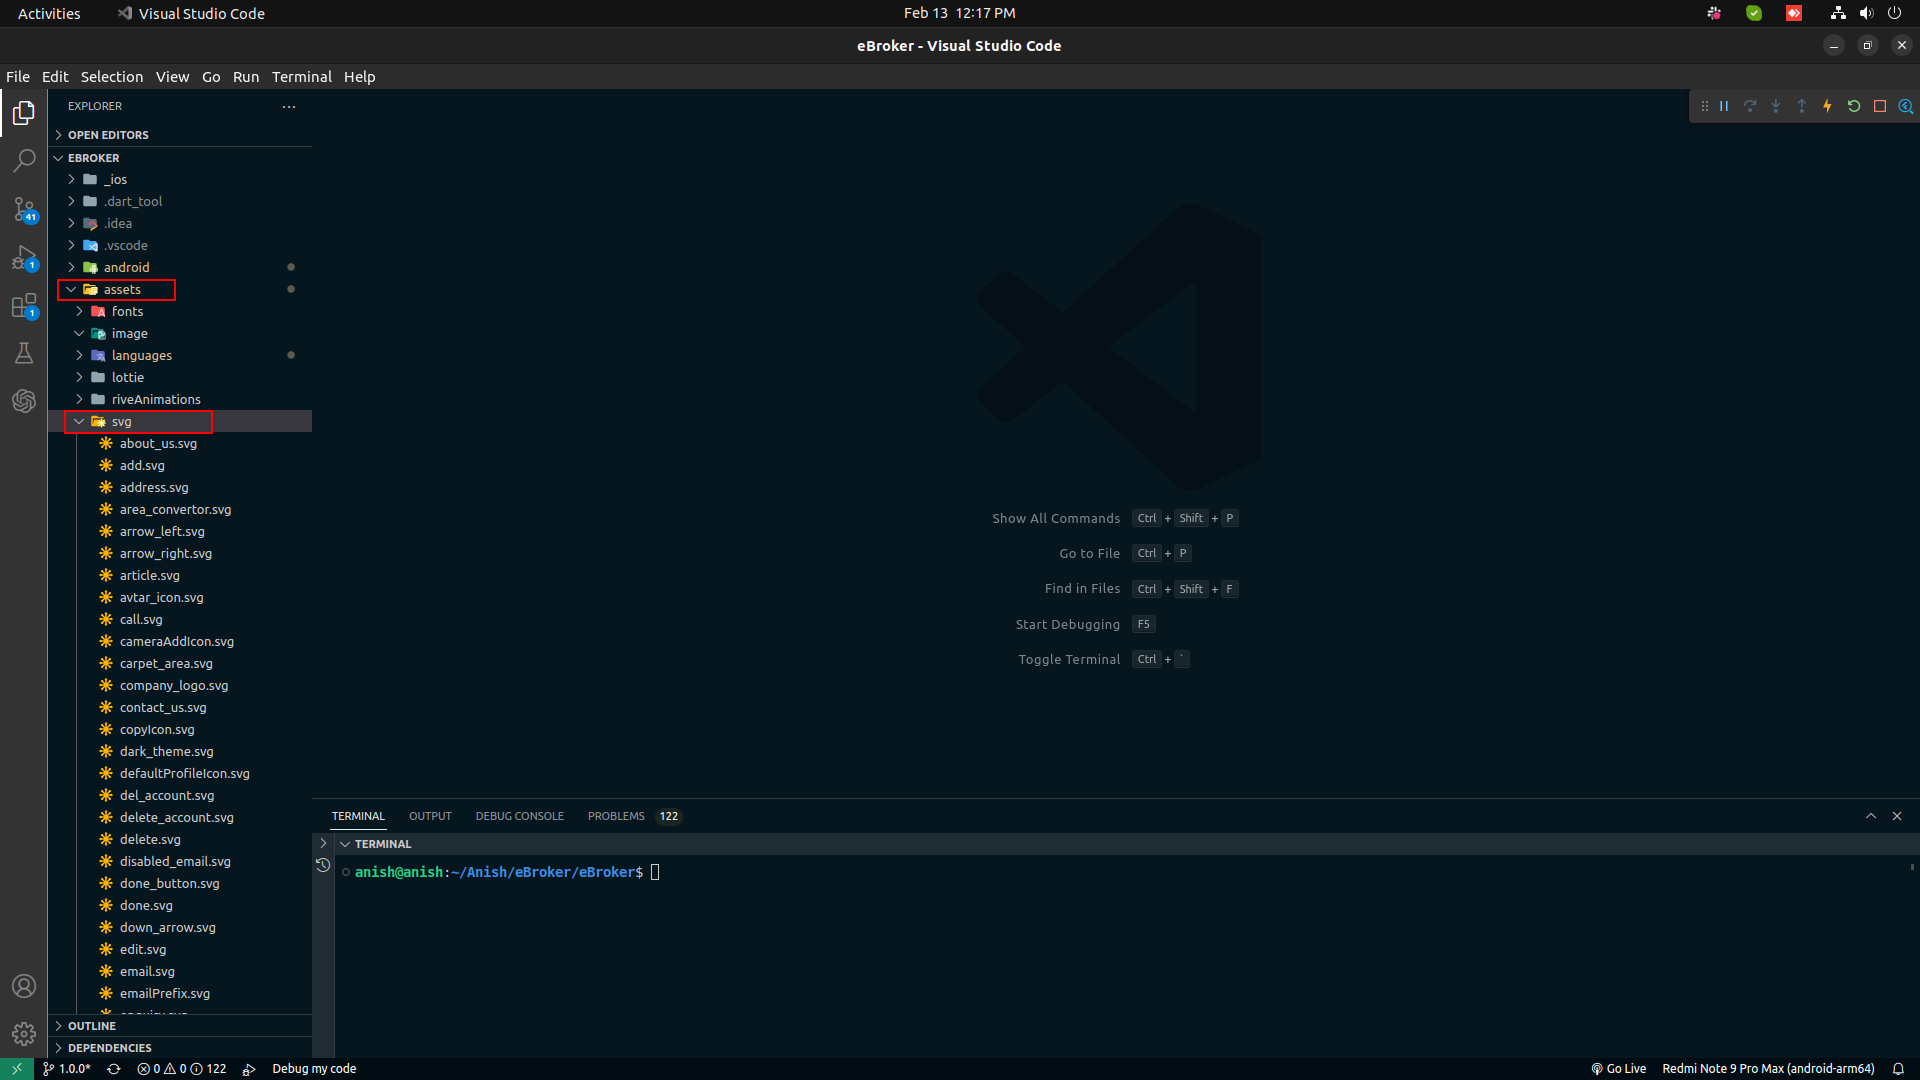 Activities
Visual Studio Code
Feb 13 12:17 PM
eBroker - Visual Studio Code
File Edit Selection View Go Run Terminal Help
EXPLORER
OPEN EDITORS
EBROKER
_ios
.dart_tool
.idea
.vscode
android
assets
fonts
image
languages
lottie
riveAnimations
svg
about_us.svg
add.svg
address.svg
area_convertor.svg
arrow_left.svg
arrow_right.svg
article.svg
avtar_icon.svg
call.svg
cameraAddIcon.svg
carpet_area.svg
company_logo.svg
contact_us.svg
copyIcon.svg
dark_theme.svg
defaultProfileIcon.svg
del_account.svg
delete_account.svg
delete.svg
disabled_email.svg
done_button.svg
done.svg
down_arrow.svg
edit.svg
email.svg
emailPrefix.svg
OUTLINE
DEPENDENCIES
41
1
1
Show All Commands Ctrl + Shift + P
Go to File Ctrl + P
Find in Files Ctrl + Shift + F
Start Debugging F5
Toggle Terminal Ctrl + `
TERMINAL OUTPUT DEBUG CONSOLE PROBLEMS 122
TERMINAL
anish@anish:~/Anish/eBroker/eBroker$
1.0.0* 0 0 122 Debug my code
Go Live Redmi Note 9 Pro Max (android-arm64)